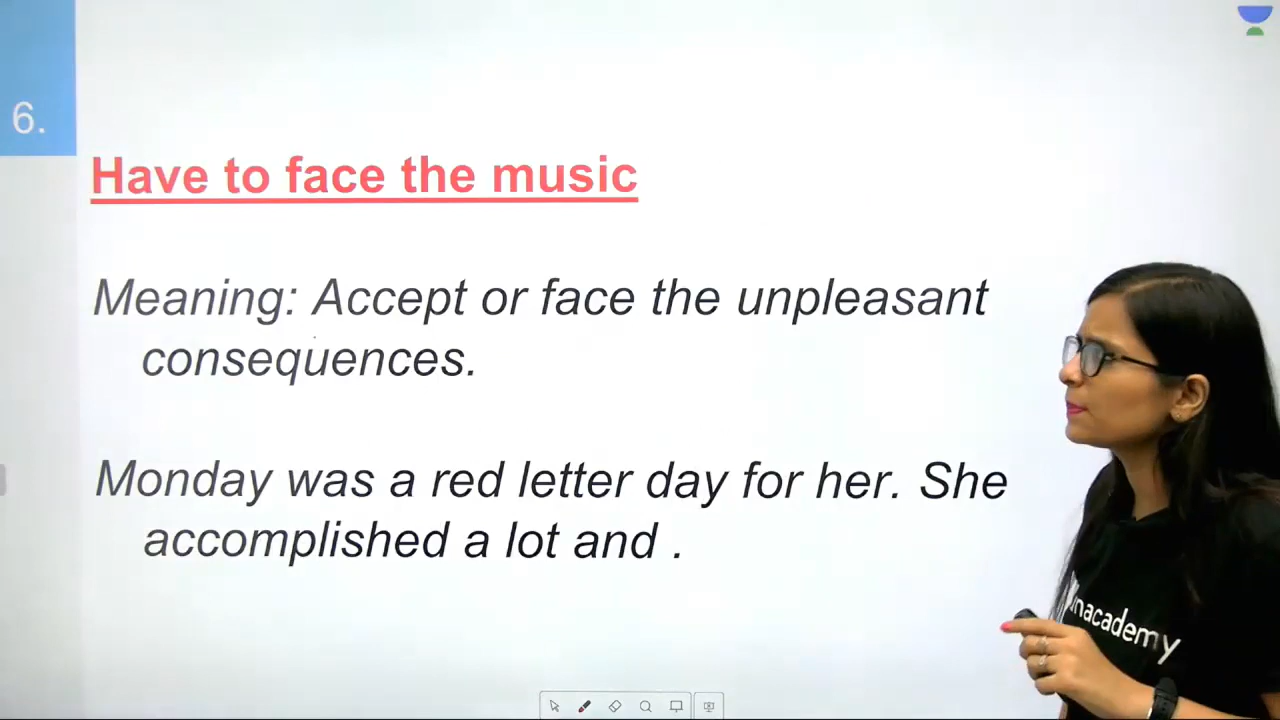 6.
Have to face the music
Meaning: Accept or face the unpleasant
consequences.
Monday was a red letter day for her. She
accomplished a lot and .
unacademy